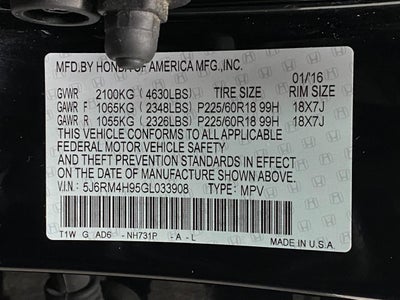 MFD.BY HONDA OF AMERICA MFG.,INC. 01/16
GVWR 2100KG (4630LBS) TIRE SIZE RIM SIZE
GAWR F 1065KG (2348LBS) P225/60R18 99H 18X7J
GAWR R 1055KG (2326LBS) P225/60R18 99H 18X7J
THIS VEHICLE CONFORMS TO ALL APPLICABLE
FEDERAL MOTOR VEHICLE SAFETY
AND THEFT PREVENTION STANDARDS IN EFFECT
ON THE DATE OF MANUFACTURE SHOWN ABOVE.
V.I.N: 5J6RM4H95GL033908 TYPE: MPV
T1W G AD6 - NH731P - A - L MADE IN U.S.A.